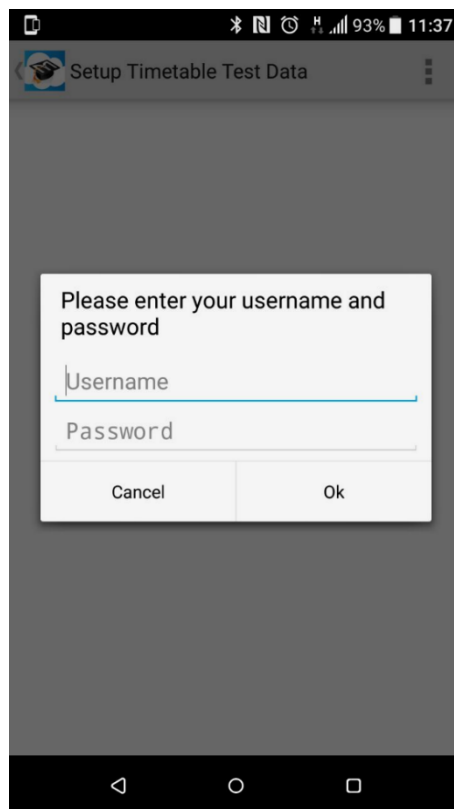 H 93% 11:37
Setup Timetable Test Data
Please enter your username and
password
Username
Password
Cancel
Ok